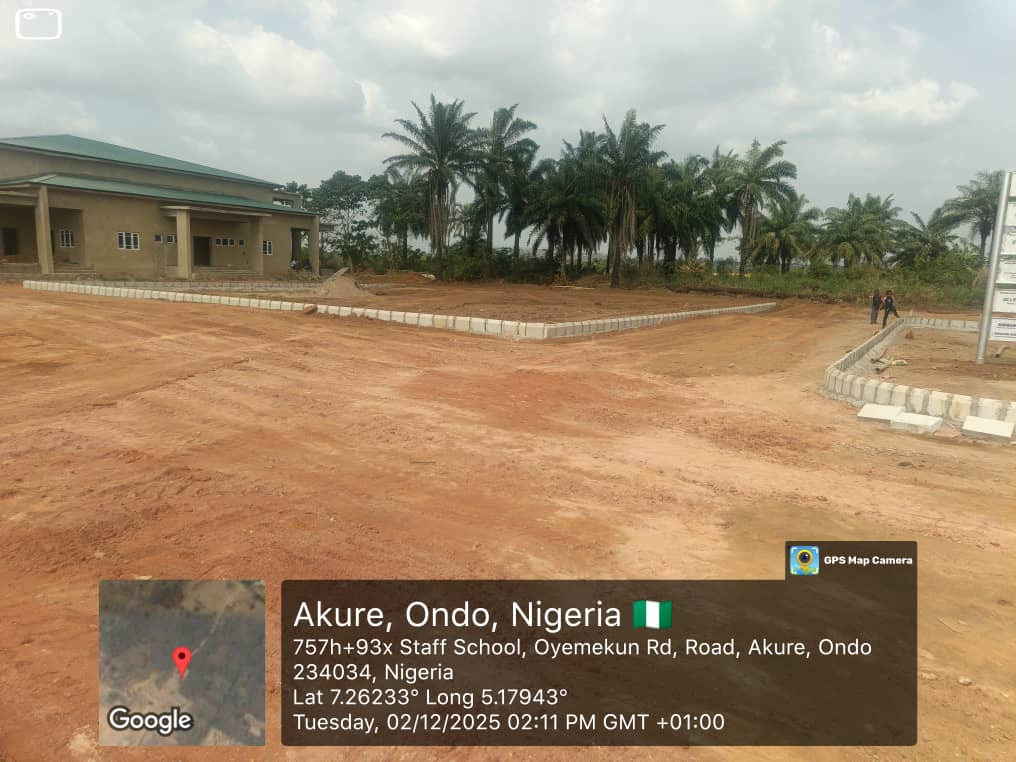 GPS Map Camera
Akure, Ondo, Nigeria 🇳🇬
757h+93x Staff School, Oyemekun Rd, Road, Akure, Ondo
234034, Nigeria
Lat 7.26233° Long 5.17943°
Tuesday, 02/12/2025 02:11 PM GMT +01:00
Google